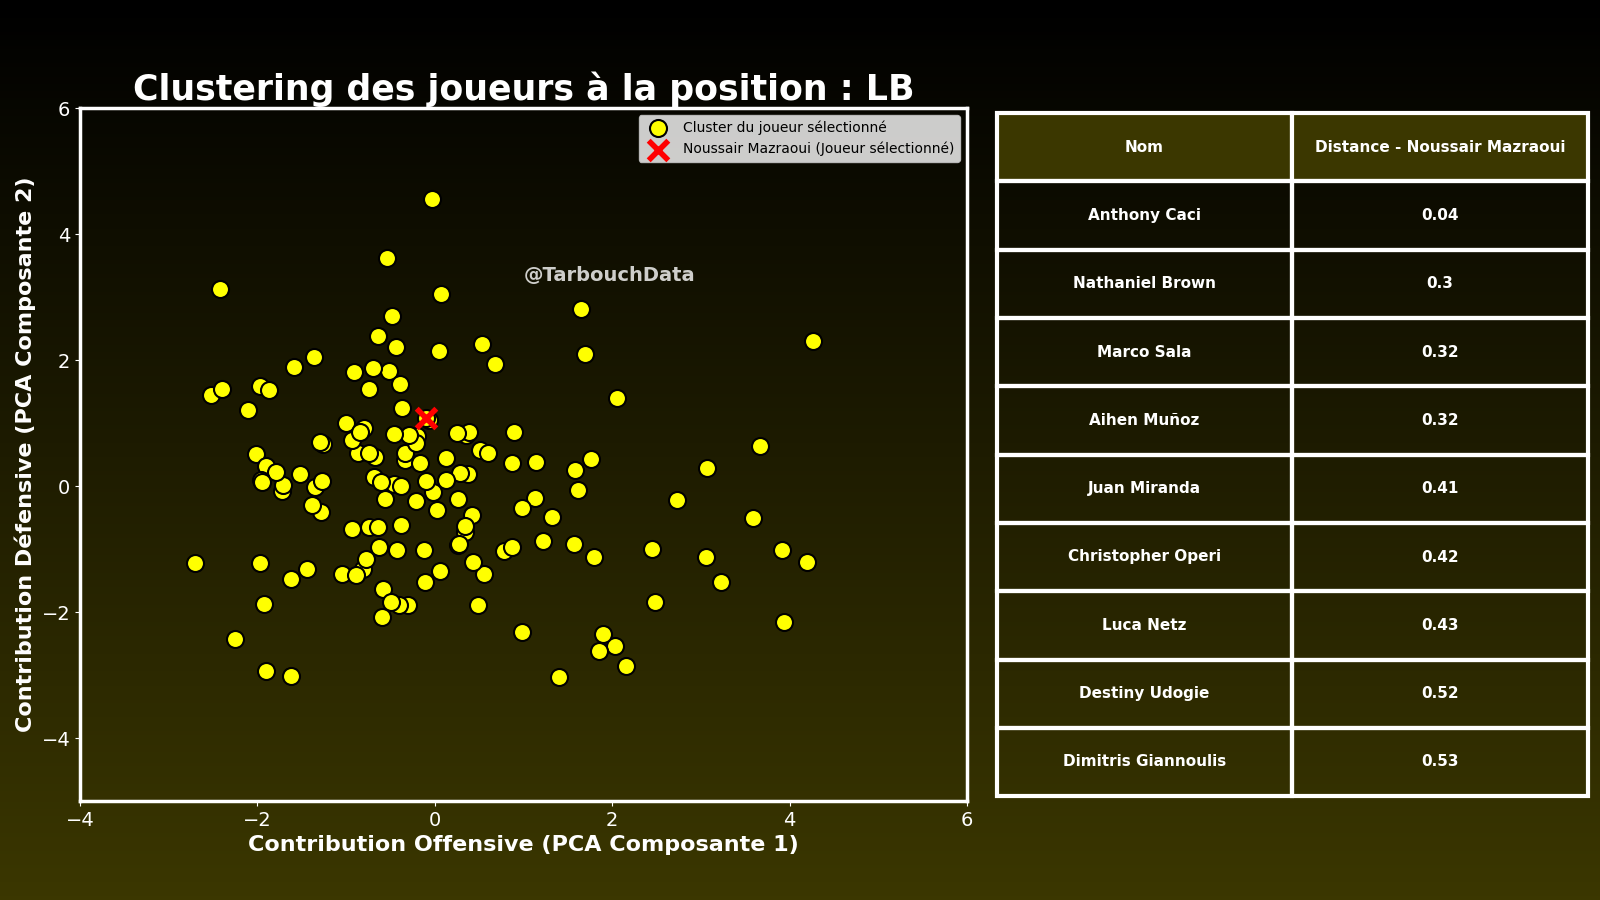 Clustering des joueurs à la position : LB
Cluster du joueur sélectionné
Noussair Mazraoui (Joueur sélectionné)
@TarbouchData
Contribution Défensive (PCA Composante 2)
6
4
2
0
−2
−4
−4 −2 0 2 4 6
Contribution Offensive (PCA Composante 1)
Nom Distance - Noussair Mazraoui
Anthony Caci 0.04
Nathaniel Brown 0.3
Marco Sala 0.32
Aihen Muñoz 0.32
Juan Miranda 0.41
Christopher Operi 0.42
Luca Netz 0.43
Destiny Udogie 0.52
Dimitris Giannoulis 0.53